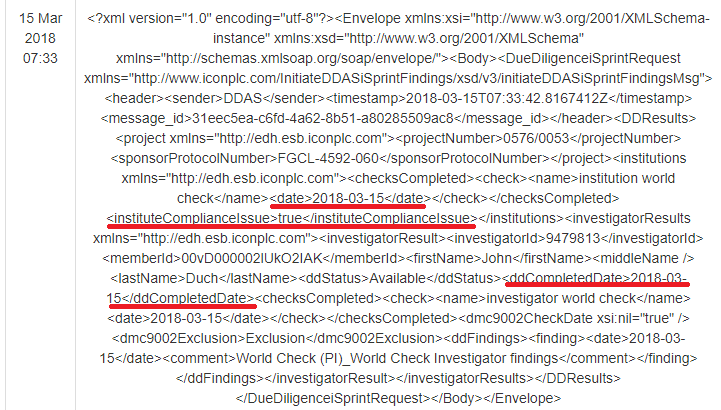 15 Mar
2018
07:33
<?xml version="1.0" encoding="utf-8"?><Envelope xmlns:xsi="http://www.w3.org/2001/XMLSchema-
instance" xmlns:xsd="http://www.w3.org/2001/XMLSchema"
xmlns="http://schemas.xmlsoap.org/soap/envelope/"><Body><DueDiligenceiSprintRequest
xmlns="http://www.iconplc.com/InitiateDDASiSprintFindings/xsd/v3/initiateDDASiSprintFindingsMsg">
<header><sender>DDAS</sender><timestamp>2018-03-15T07:33:42.8167412Z</timestamp>
<message_id>31eec5ea-c6fd-4a62-8b51-a80285509ac8</message_id></header><DDResults>
<project xmlns="http://edh.esb.iconplc.com"><projectNumber>0576/0053</projectNumber>
<sponsorProtocolNumber>FGCL-4592-060</sponsorProtocolNumber></project><institutions
xmlns="http://edh.esb.iconplc.com"><checksCompleted><check><name>institution world
check</name><date>2018-03-15</date></check></checksCompleted>
<instituteComplianceIssue>true</instituteComplianceIssue></institutions><investigatorResults
xmlns="http://edh.esb.iconplc.com"><investigatorResult><investigatorId>9479813</investigatorId>
<memberId>00vD000002IUkO2IAK</memberId><firstName>John</firstName><middleName />
<lastName>Duch</lastName><ddStatus>Available</ddStatus><ddCompletedDate>2018-03-
15</ddCompletedDate><checksCompleted><check><name>investigator world check</name>
<date>2018-03-15</date></check></checksCompleted><dmc9002CheckDate xsi:nil="true" />
<dmc9002Exclusion>Exclusion</dmc9002Exclusion><ddFindings><finding><date>2018-03-
15</date><comment>World Check (PI)_World Check Investigator findings</comment></finding>
</ddFindings></investigatorResult></investigatorResults></DDResults>
</DueDiligenceiSprintRequest></Body></Envelope>